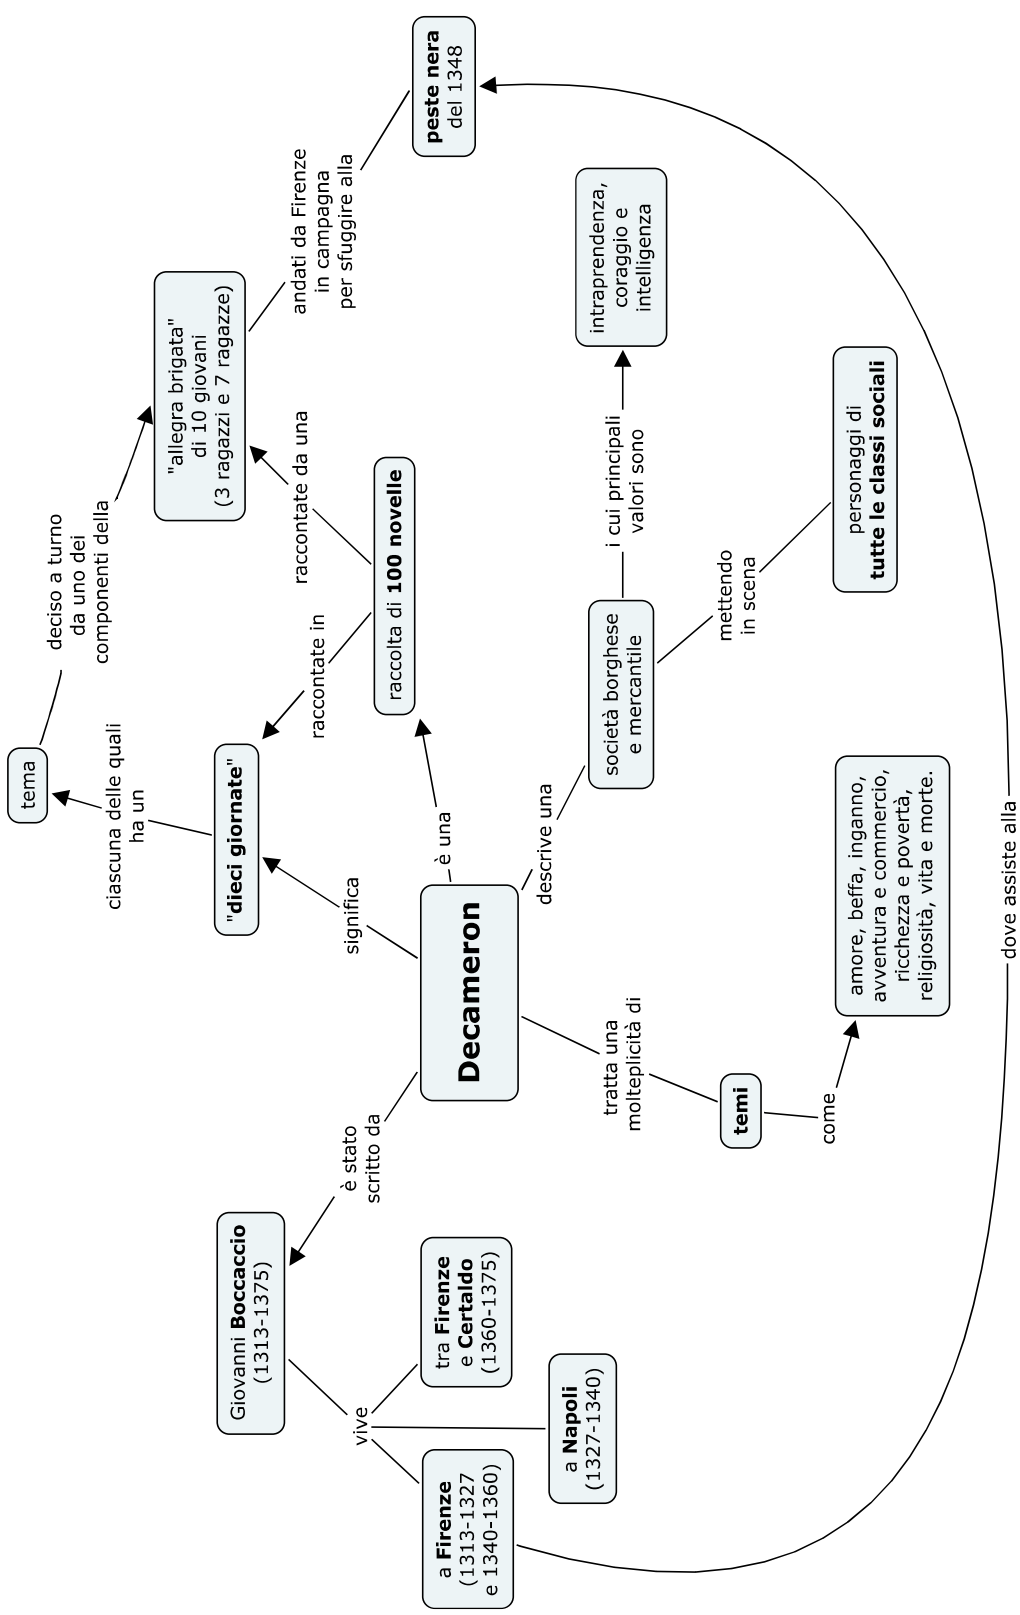 tema
deciso a turno
da uno dei
componenti della
ciascuna delle quali
ha un
"allegra brigata"
di 10 giovani
(3 ragazzi e 7 ragazze)
andati da Firenze
in campagna
per sfuggire alla
peste nera
del 1348
"dieci giornate"
raccontate in
raccontate da una
raccolta di 100 novelle
significa
è una
Decameron
è stato
scritto da
Giovanni Boccaccio
(1313-1375)
vive
a Firenze
(1313-1327
e 1340-1360)
a Napoli
(1327-1340)
tra Firenze
e Certaldo
(1360-1375)
descrive una
società borghese
e mercantile
i cui principali
valori sono
intraprendenza,
coraggio e
intelligenza
mettendo
in scena
personaggi di
tutte le classi sociali
tratta una
molteplicità di
temi
come
amore, beffa, inganno,
avventura e commercio,
ricchezza e povertà,
religiosità, vita e morte.
dove assiste alla